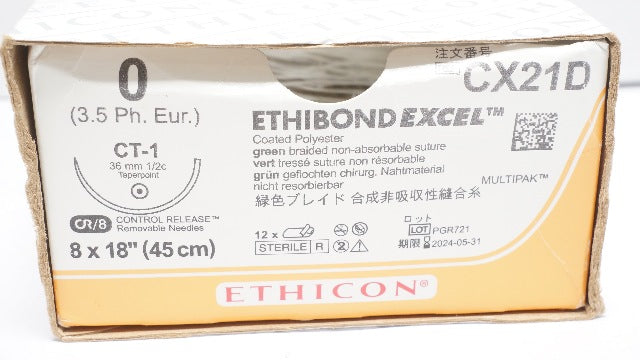 0
(3.5 Ph. Eur.)
CT-1
36 mm 1/2c
Taperpoint
CR/8 CONTROL RELEASE™
Removable Needles
8 x 18" (45 cm)
注文番号
CX21D
ETHIBOND EXCEL™
Coated Polyester
green braided non-absorbable suture
vert tressé suture non résorbable
grün geflochten chirurg. Nahtmaterial
nicht resorbierbar
MULTIPAK™
緑色ブレイド 合成非吸収性縫合糸
12 x
STERILE R 2
ロット
LOT PGR721
期限 2024-05-31
ETHICON®